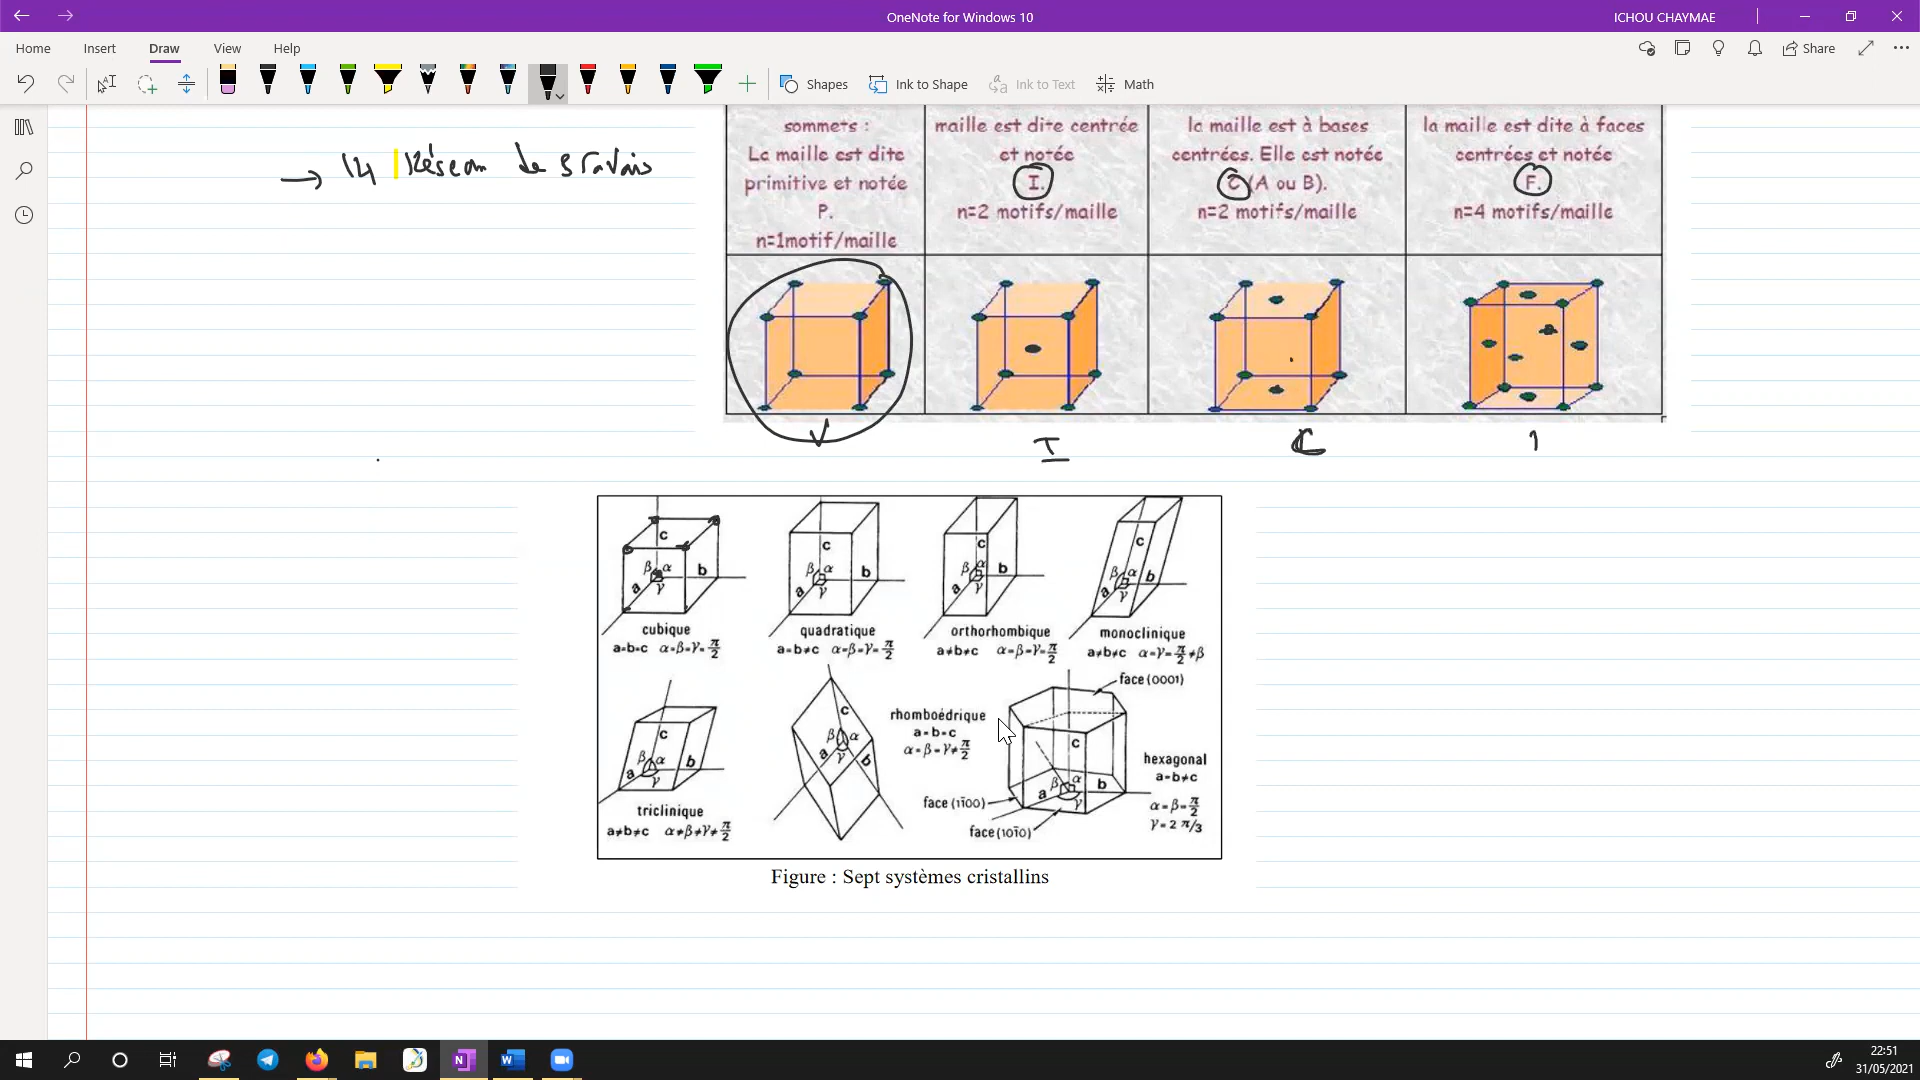 OneNote for Windows 10
ICHOU CHAYMAE
Home Insert Draw View Help
Share
Shapes
Ink to Shape
Ink to Text
Math
→ 14 Réseau de Bravais
sommets :
La maille est dite
primitive et notée
P.
n=1motif/maille
maille est dite centrée
et notée
I.
n=2 motifs/maille
la maille est à bases
centrées. Elle est notée
C (A ou B).
n=2 motifs/maille
la maille est dite à faces
centrées et notée
F.
n=4 motifs/maille
I
C
1
c
β α
a γ b
cubique
a=b=c α=β=γ=π/2
c
β α
a γ b
quadratique
a=b≠c α=β=γ=π/2
c
β α
a γ b
orthorhombique
a≠b≠c α=β=γ=π/2
c
β α
a γ b
monoclinique
a≠b≠c α=γ=π/2≠β
c
β α
a γ b
triclinique
a≠b≠c α≠β≠γ≠π/2
c
β α
a γ b
rhomboédrique
a=b=c
α=β=γ≠π/2
face (0001)
c
β α
a γ b
face (1̄100)
face (101̄0)
hexagonal
a=b≠c
α=β=π/2
γ=2π/3
Figure : Sept systèmes cristallins
22:51
31/05/2021